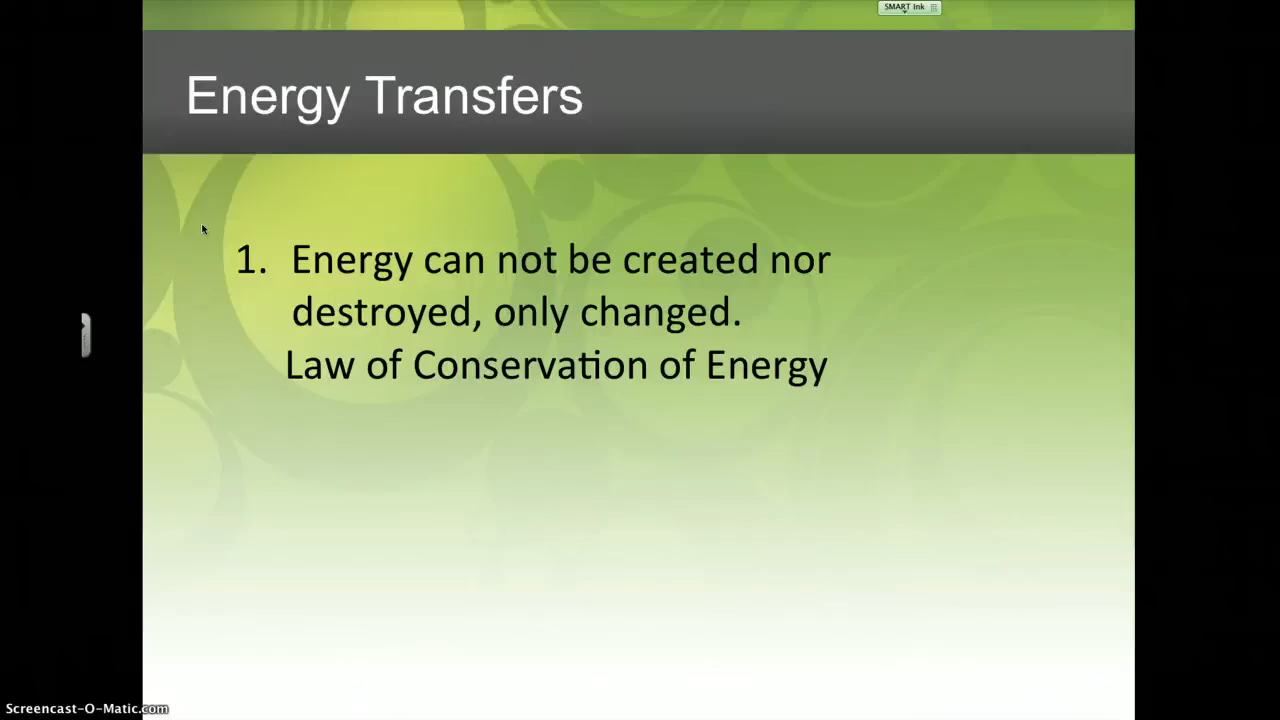 SMART Ink
Energy Transfers
1. Energy can not be created nor
destroyed, only changed.
Law of Conservation of Energy
Screencast-O-Matic.com